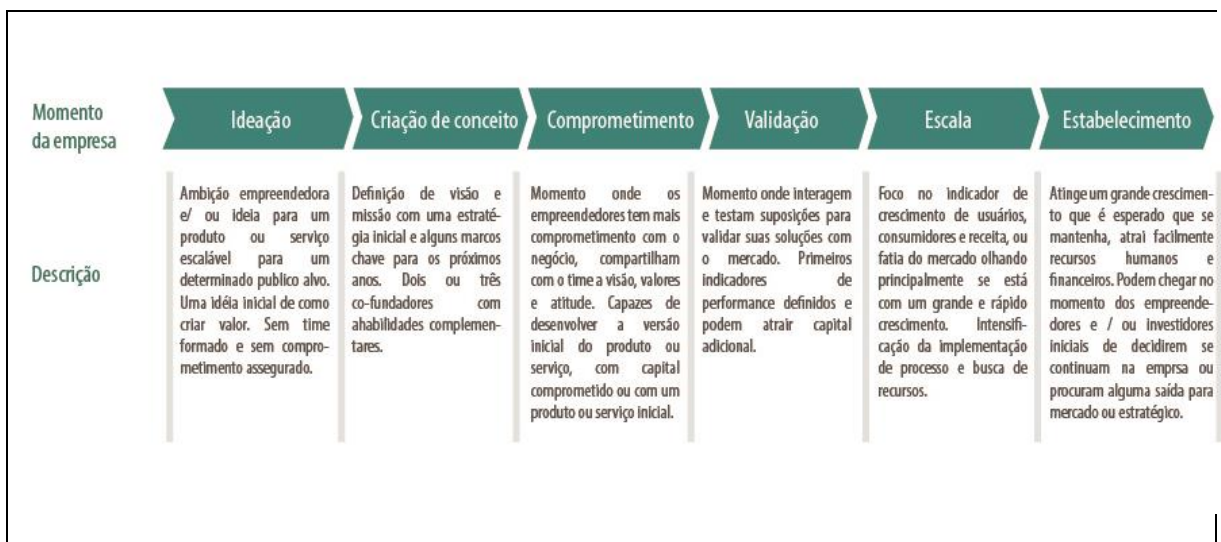 Momento
da empresa
Ideação
Criação de conceito
Comprometimento
Validação
Escala
Estabelecimento
Descrição
Ambição empreendedora
e/ ou ideia para um
produto ou serviço
escalável para um
determinado publico alvo.
Uma idéia inicial de como
criar valor. Sem time
formado e sem compro-
metimento assegurado.
Definição de visão e
missão com uma estraté-
gia inicial e alguns marcos
chave para os próximos
anos. Dois ou três
co-fundadores com
ahabilidades complemen-
tares.
Momento onde os
empreendedores tem mais
comprometimento com o
negócio, compartilham
com o time a visão, valores
e atitude. Capazes de
desenvolver a versão
inicial do produto ou
serviço, com capital
comprometido ou com um
produto ou serviço inicial.
Momento onde interagem
e testam suposições para
validar suas soluções com
o mercado. Primeiros
indicadores de
performance definidos e
podem atrair capital
adicional.
Foco no indicador de
crescimento de usuários,
consumidores e receita, ou
fatia do mercado olhando
principalmente se está
com um grande e rápido
crescimento. Intensifi-
cação da implementação
de processo e busca de
recursos.
Atinge um grande crescimen-
to que é esperado que se
mantenha, atrai facilmente
recursos humanos e
financeiros. Podem chegar no
momento dos empreende-
dores e / ou investidores
iniciais de decidirem se
continuam na emprsa ou
procuram alguma saída para
mercado ou estratégico.